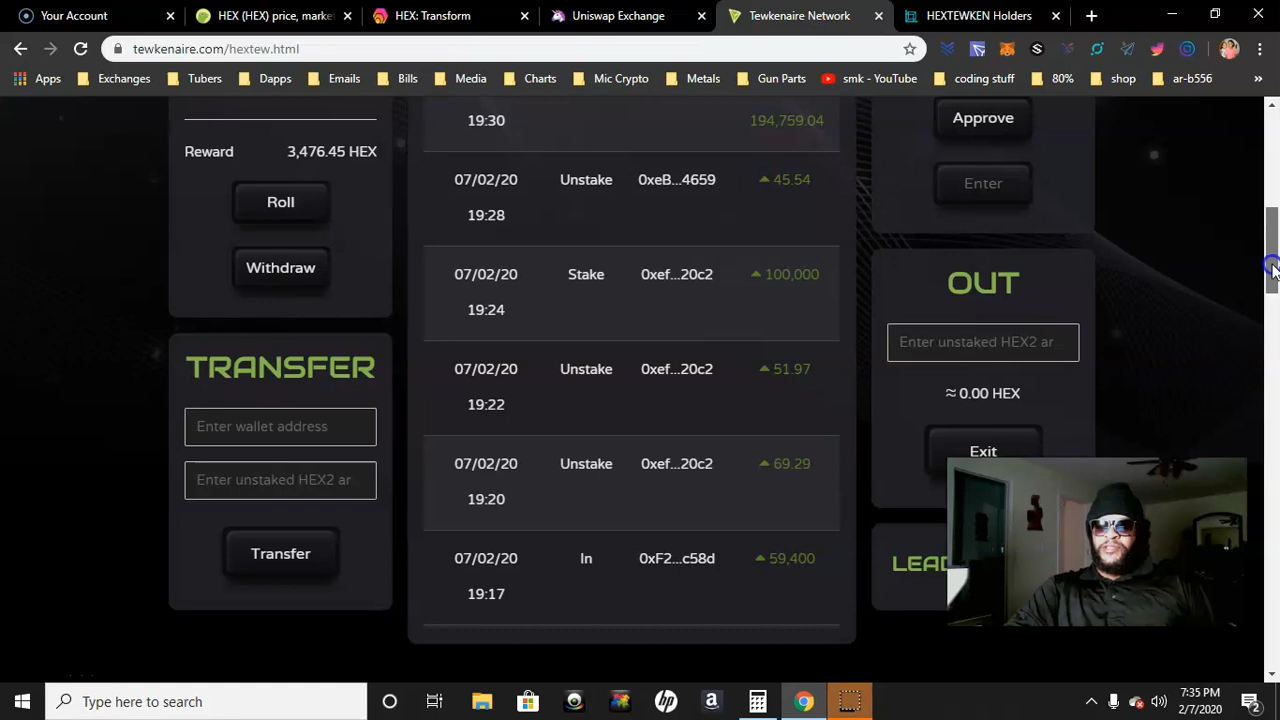 Your Account
HEX (HEX) price, marke
HEX: Transform
Uniswap Exchange
Tewkenaire Network
HEXTEWKEN Holders
tewkenaire.com/hextew.html
Apps
Exchanges
Tubers
Dapps
Emails
Bills
Media
Charts
Mic Crypto
Metals
Gun Parts
smk - YouTube
coding stuff
80%
shop
ar-b556
Reward 3,476.45 HEX
Roll
Withdraw
TRANSFER
Enter wallet address
Enter unstaked HEX2 ar
Transfer
19:30 194,759.04
07/02/20 Unstake 0xeB...4659 45.54
19:28
07/02/20 Stake 0xef...20c2 100,000
19:24
07/02/20 Unstake 0xef...20c2 51.97
19:22
07/02/20 Unstake 0xef...20c2 69.29
19:20
07/02/20 In 0xF2...c58d 59,400
19:17
Approve
Enter
OUT
Enter unstaked HEX2 ar
≈ 0.00 HEX
Exit
LEAD
Type here to search
7:35 PM
2/7/2020
2